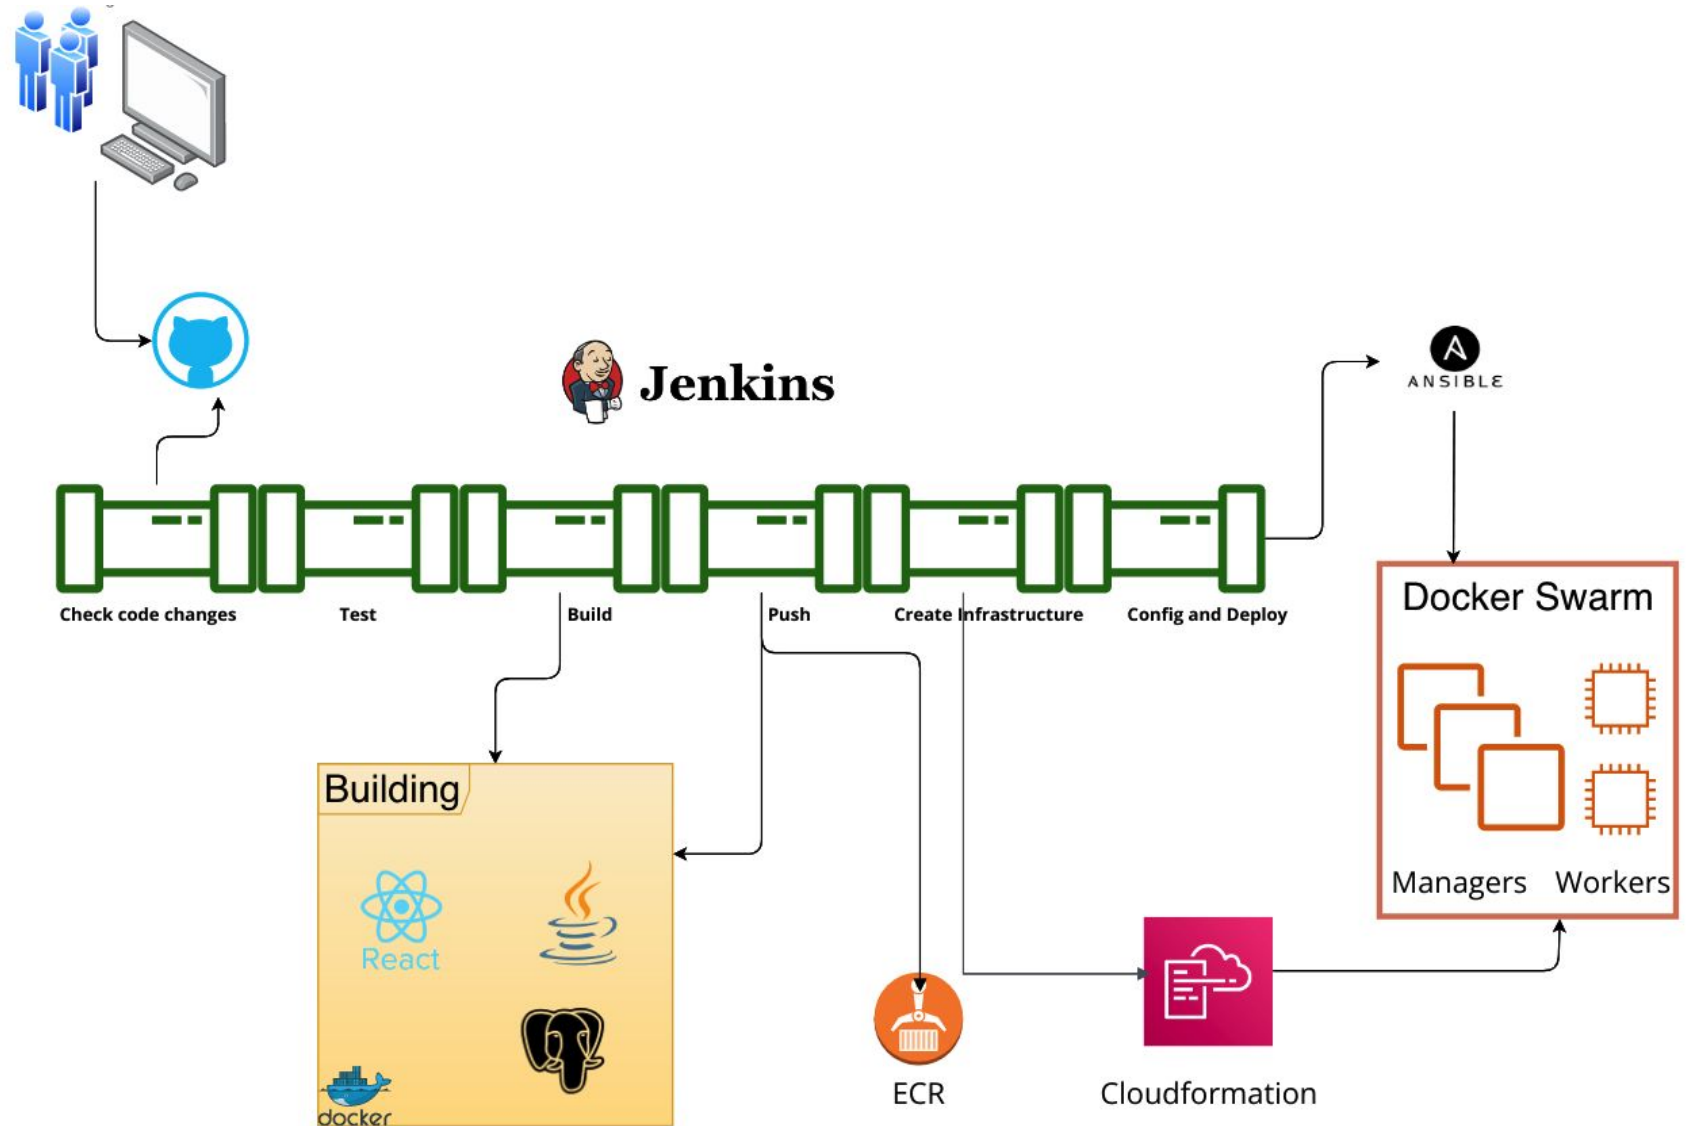 Jenkins
ANSIBLE
Check code changes
Test
Build
Push
Create Infrastructure
Config and Deploy
Docker Swarm
Managers
Workers
Building
React
docker
ECR
Cloudformation